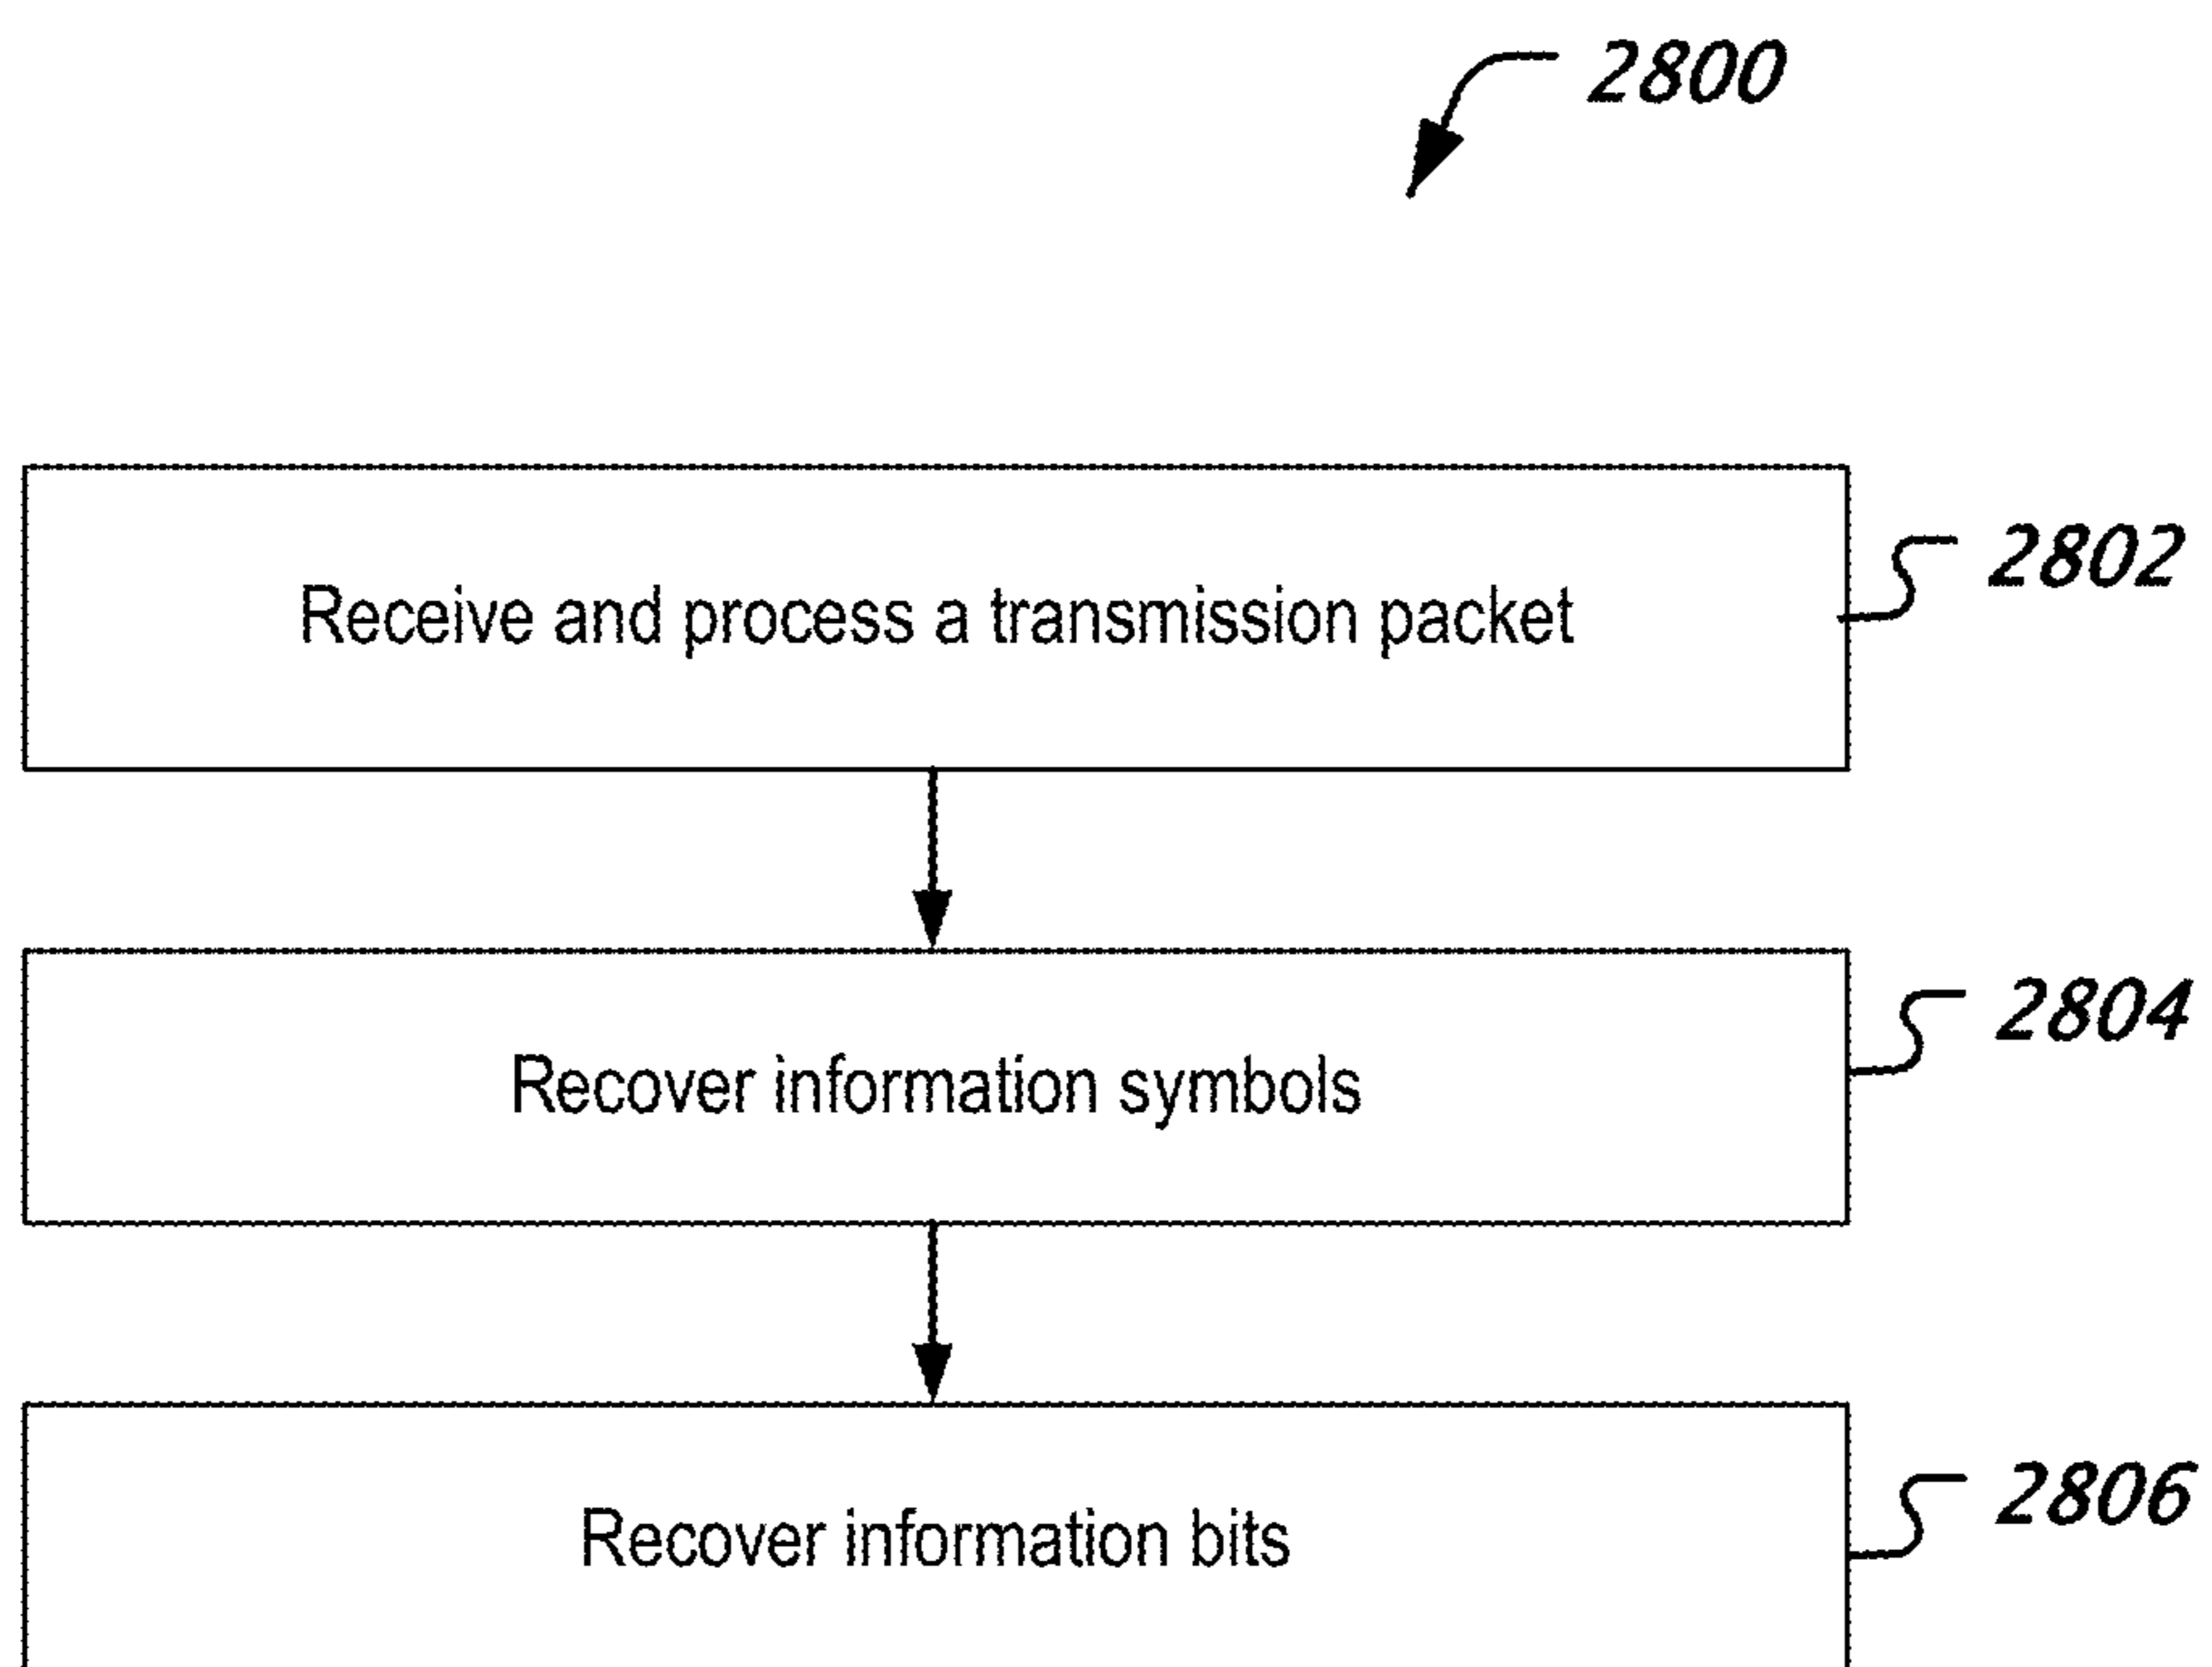 2800
Receive and process a transmission packet
2802
Recover information symbols
2804
Recover information bits
2806